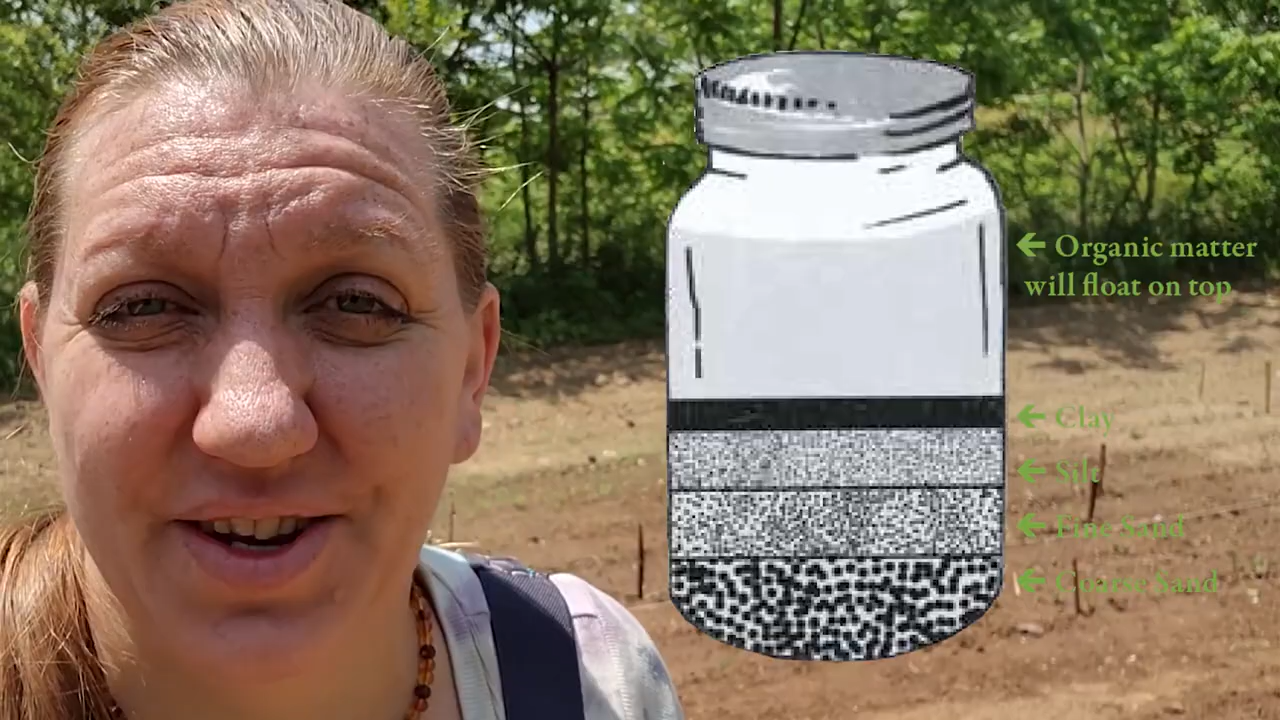 ← Organic matter
will float on top
← Clay
← Silt
← Fine Sand
← Coarse Sand